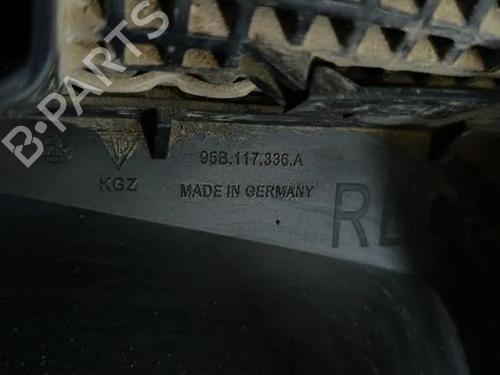 B-PARTS
95B.117.336.A
KGZ
MADE IN GERMANY